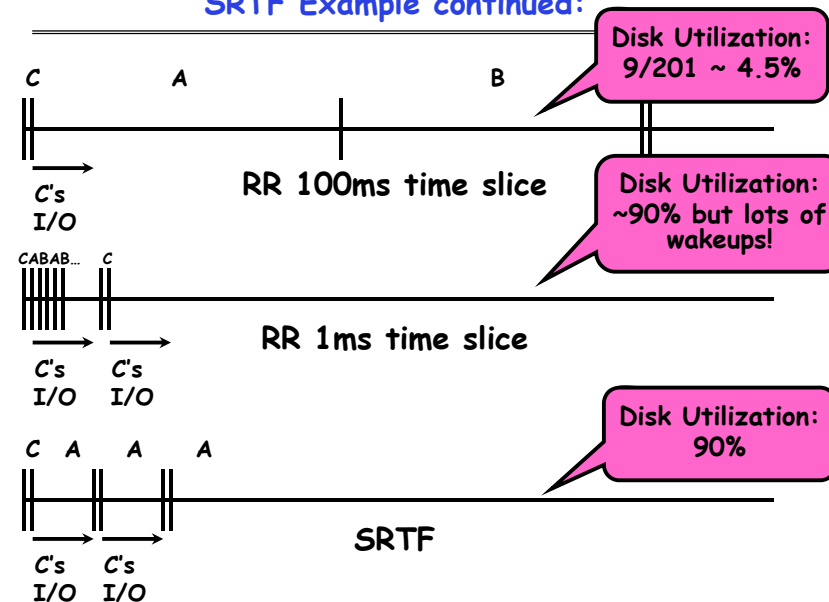 SRTF Example continued:
Disk Utilization:
9/201 ~ 4.5%
C A B
C's
I/O
RR 100ms time slice
Disk Utilization:
~90% but lots of
wakeups!
CABAB... C
C's
I/O
C's
I/O
RR 1ms time slice
Disk Utilization:
90%
C A A A
C's
I/O
C's
I/O
SRTF